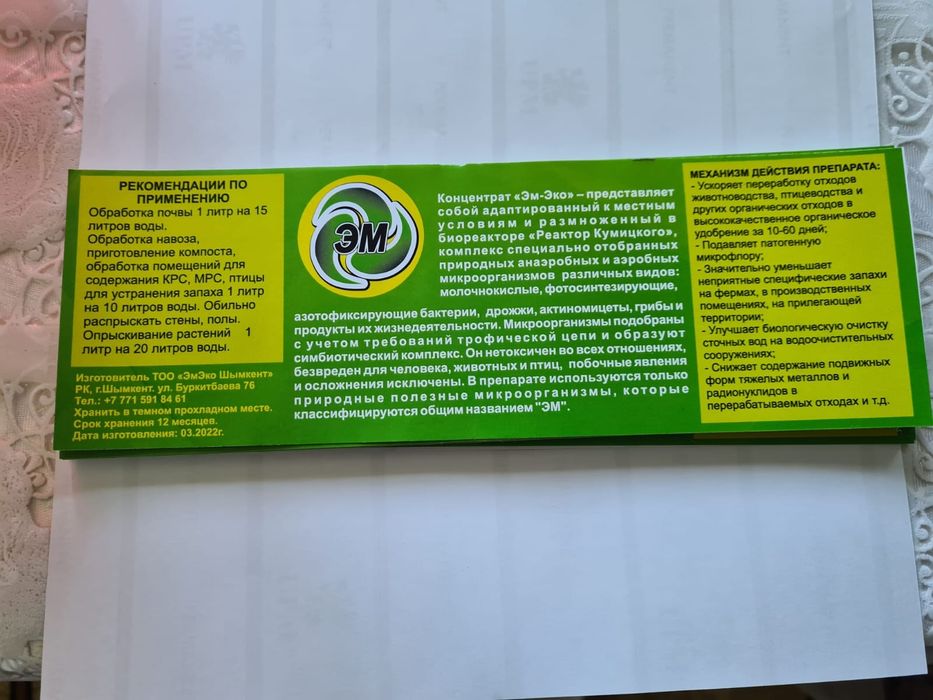 РЕКОМЕНДАЦИИ ПО
ПРИМЕНЕНИЮ
Обработка почвы 1 литр на 15
литров воды.
Обработка навоза,
приготовление компоста,
обработка помещений для
содержания КРС, МРС, птицы
для устранения запаха 1 литр
на 10 литров воды. Обильно
распрыскать стены, полы.
Опрыскивание растений 1
литр на 20 литров воды.
Изготовитель ТОО «ЭмЭко Шымкент»
РК, г.Шымкент. ул. Буркитбаева 76
Тел.: +7 771 591 84 61
Хранить в темном прохладном месте.
Срок хранения 12 месяцев.
Дата изготовления: 03.2022г.
ЭМ
Концентрат «Эм-Эко» – представляет
собой адаптированный к местным
условиям и размноженный в
биореакторе «Реактор Кумицкого»,
комплекс специально отобранных
природных анаэробных и аэробных
микроорганизмов различных видов:
молочнокислые, фотосинтезирующие,
азотофиксирующие бактерии, дрожжи, актиномицеты, грибы и
продукты их жизнедеятельности. Микроорганизмы подобраны
с учетом требований трофической цепи и образуют
симбиотический комплекс. Он нетоксичен во всех отношениях,
безвреден для человека, животных и птиц, побочные явления
и осложнения исключены. В препарате используются только
природные полезные микроорганизмы, которые
классифицируются общим названием "ЭМ".
МЕХАНИЗМ ДЕЙСТВИЯ ПРЕПАРАТА:
- Ускоряет переработку отходов
животноводства, птицеводства и
других органических отходов в
высококачественное органическое
удобрение за 10-60 дней;
- Подавляет патогенную
микрофлору;
- Значительно уменьшает
неприятные специфические запахи
на фермах, в производственных
помещениях, на прилегающей
территории;
- Улучшает биологическую очистку
сточных вод на водоочистительных
сооружениях;
- Снижает содержание подвижных
форм тяжелых металлов и
радионуклидов в
перерабатываемых отходах и т.д.